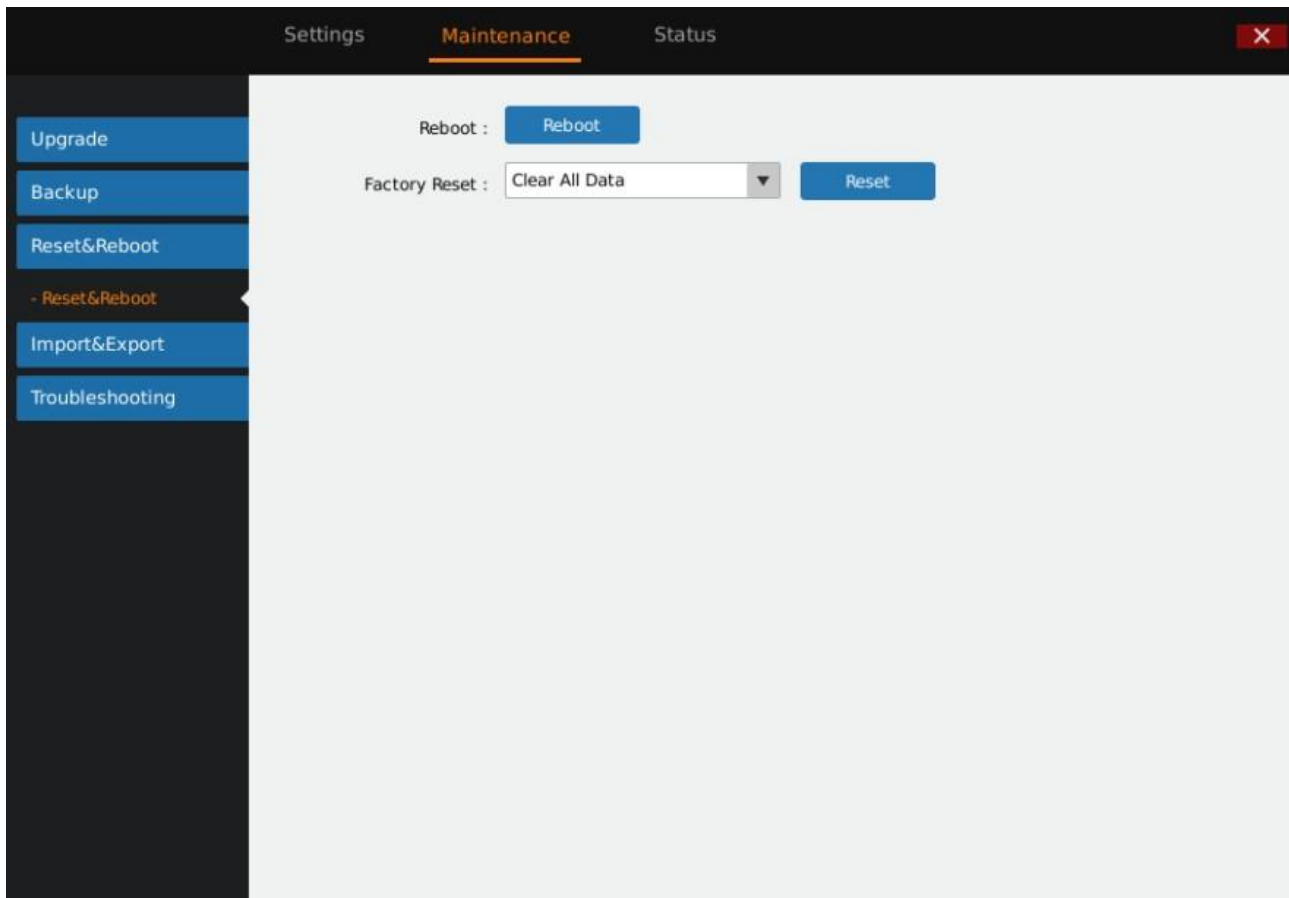 Settings Maintenance Status
Upgrade
Backup
Reset&Reboot
- Reset&Reboot
Import&Export
Troubleshooting
Reboot : Reboot
Factory Reset : Clear All Data Reset